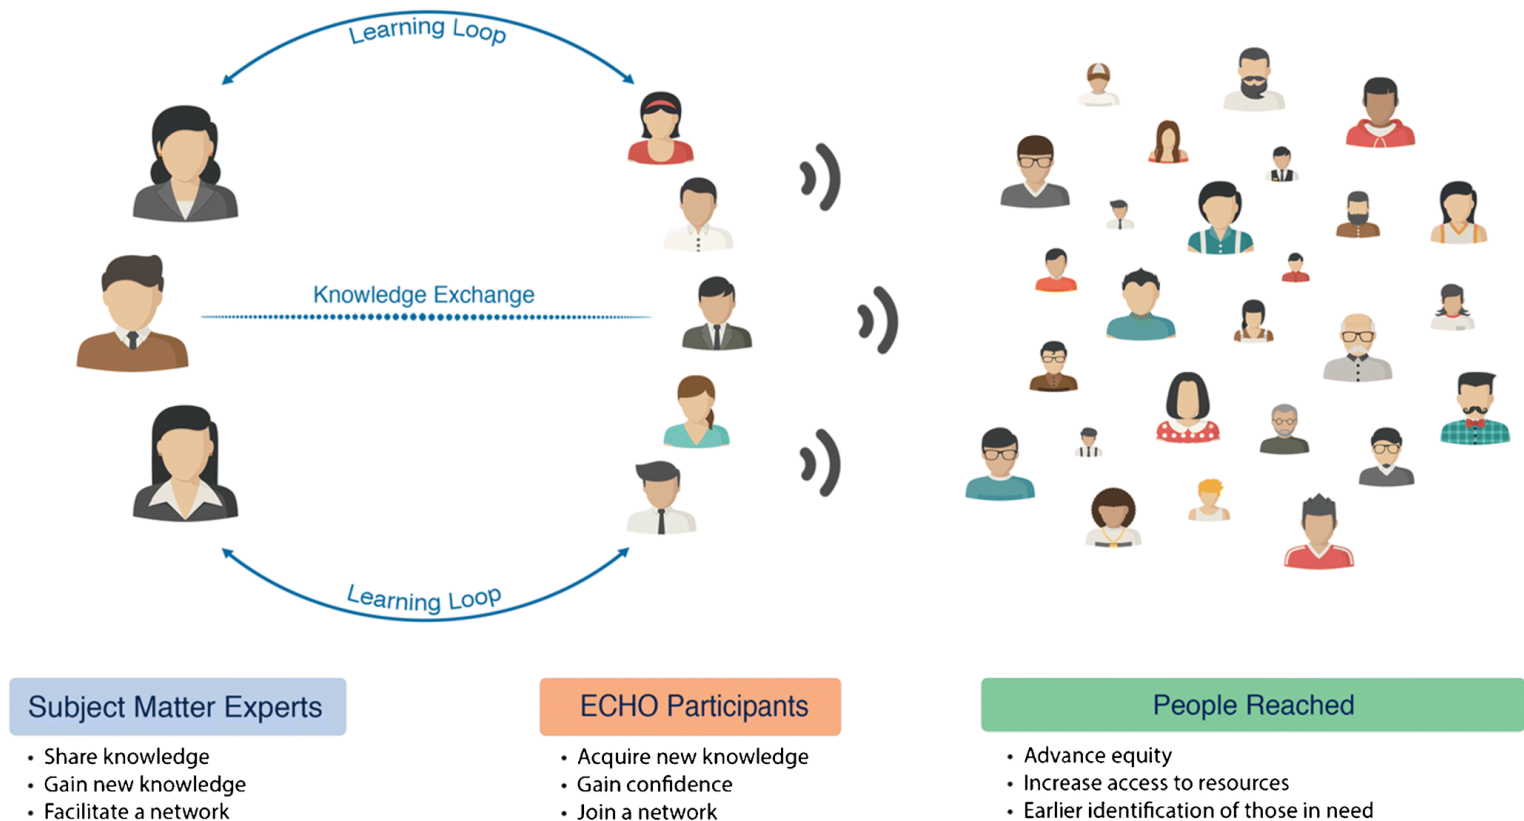 Learning Loop
Knowledge Exchange
Learning Loop
Subject Matter Experts
• Share knowledge
• Gain new knowledge
• Facilitate a network
ECHO Participants
• Acquire new knowledge
• Gain confidence
• Join a network
People Reached
• Advance equity
• Increase access to resources
• Earlier identification of those in need